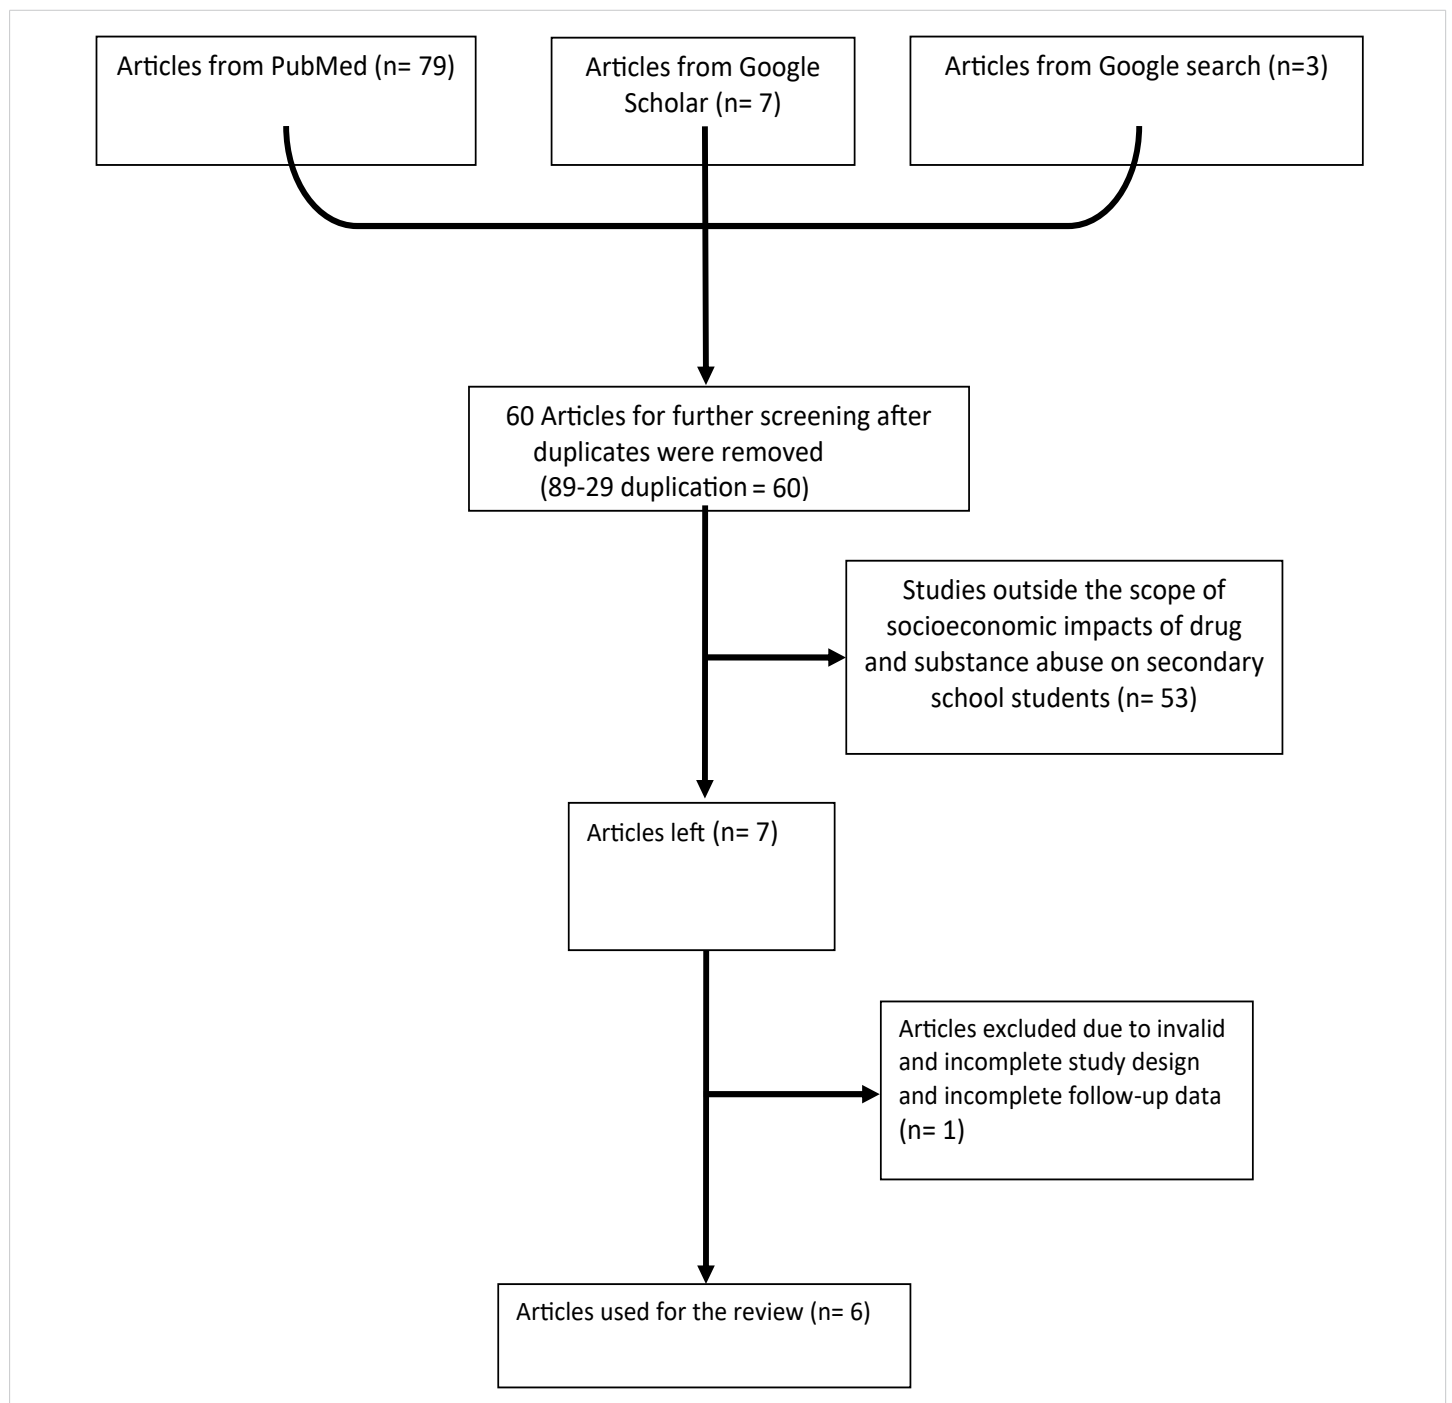 Articles from PubMed (n= 79)
Articles from Google
Scholar (n= 7)
Articles from Google search (n=3)
60 Articles for further screening after
duplicates were removed
(89-29 duplication = 60)
Studies outside the scope of
socioeconomic impacts of drug
and substance abuse on secondary
school students (n= 53)
Articles left (n= 7)
Articles excluded due to invalid
and incomplete study design
and incomplete follow-up data
(n= 1)
Articles used for the review (n= 6)